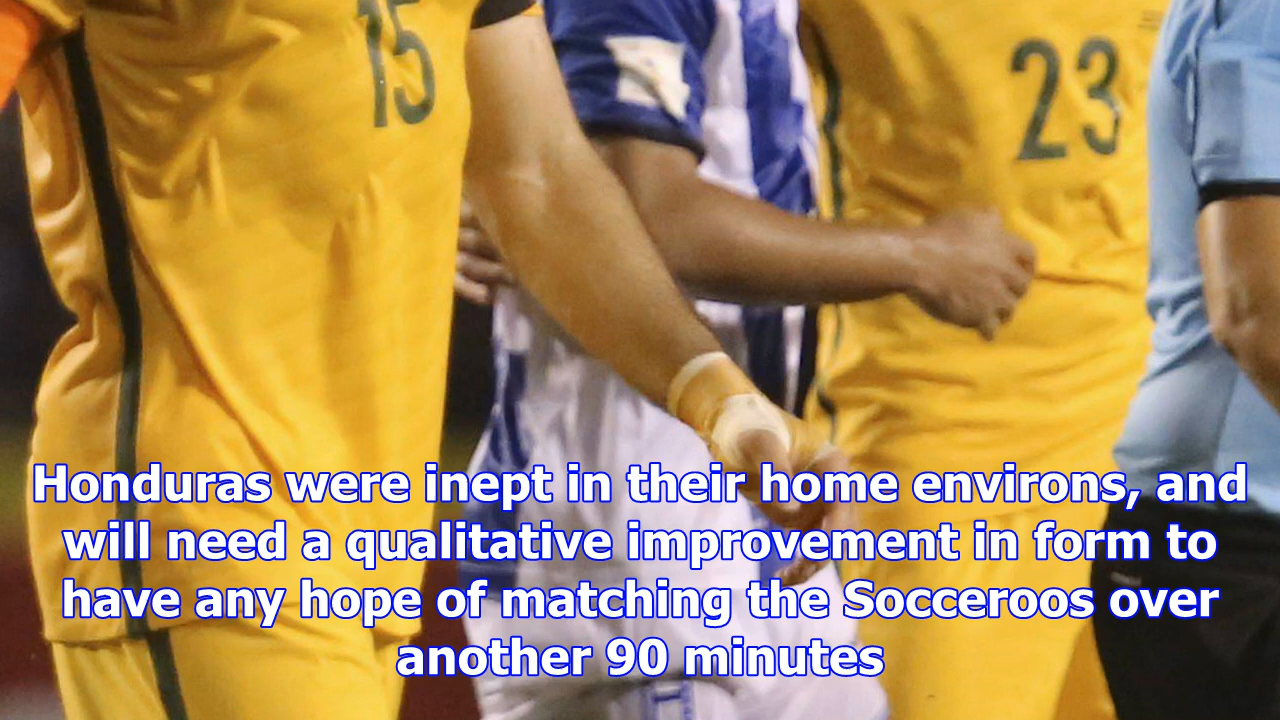 15
23
Honduras were inept in their home environs, and
will need a qualitative improvement in form to
have any hope of matching the Socceroos over
another 90 minutes